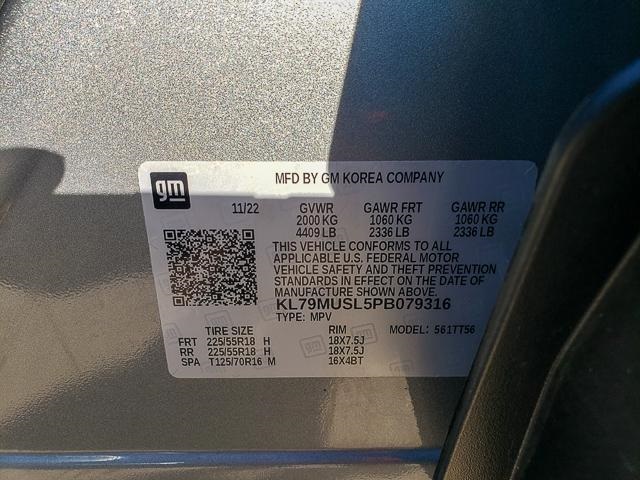 gm
MFD BY GM KOREA COMPANY
11/22 GVWR GAWR FRT GAWR RR
2000 KG 1060 KG 1060 KG
4409 LB 2336 LB 2336 LB
THIS VEHICLE CONFORMS TO ALL
APPLICABLE U.S. FEDERAL MOTOR
VEHICLE SAFETY AND THEFT PREVENTION
STANDARDS IN EFFECT ON THE DATE OF
MANUFACTURE SHOWN ABOVE.
KL79MUSL5PB079316
TYPE: MPV
TIRE SIZE RIM MODEL: 561TT56
FRT 225/55R18 H 18X7.5J
RR 225/55R18 H 18X7.5J
SPA T125/70R16 M 16X4BT